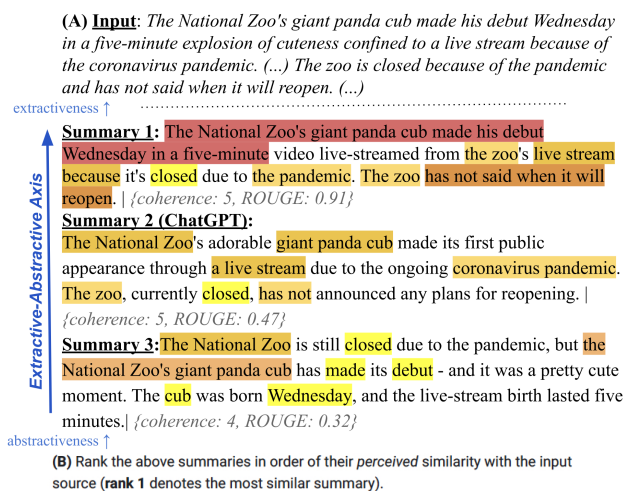 (A) Input: The National Zoo's giant panda cub made his debut Wednesday
in a five-minute explosion of cuteness confined to a live stream because of
the coronavirus pandemic. (...) The zoo is closed because of the pandemic
and has not said when it will reopen. (...)
extractiveness ↑
Extractive-Abstractive Axis
Summary 1: The National Zoo's giant panda cub made his debut
Wednesday in a five-minute video live-streamed from the zoo's live stream
because it's closed due to the pandemic. The zoo has not said when it will
reopen. | {coherence: 5, ROUGE: 0.91}
Summary 2 (ChatGPT):
The National Zoo's adorable giant panda cub made its first public
appearance through a live stream due to the ongoing coronavirus pandemic.
The zoo, currently closed, has not announced any plans for reopening. |
{coherence: 5, ROUGE: 0.47}
Summary 3: The National Zoo is still closed due to the pandemic, but the
National Zoo's giant panda cub has made its debut - and it was a pretty cute
moment. The cub was born Wednesday, and the live-stream birth lasted five
minutes.| {coherence: 4, ROUGE: 0.32}
abstractiveness ↑
(B) Rank the above summaries in order of their perceived similarity with the input
source (rank 1 denotes the most similar summary).